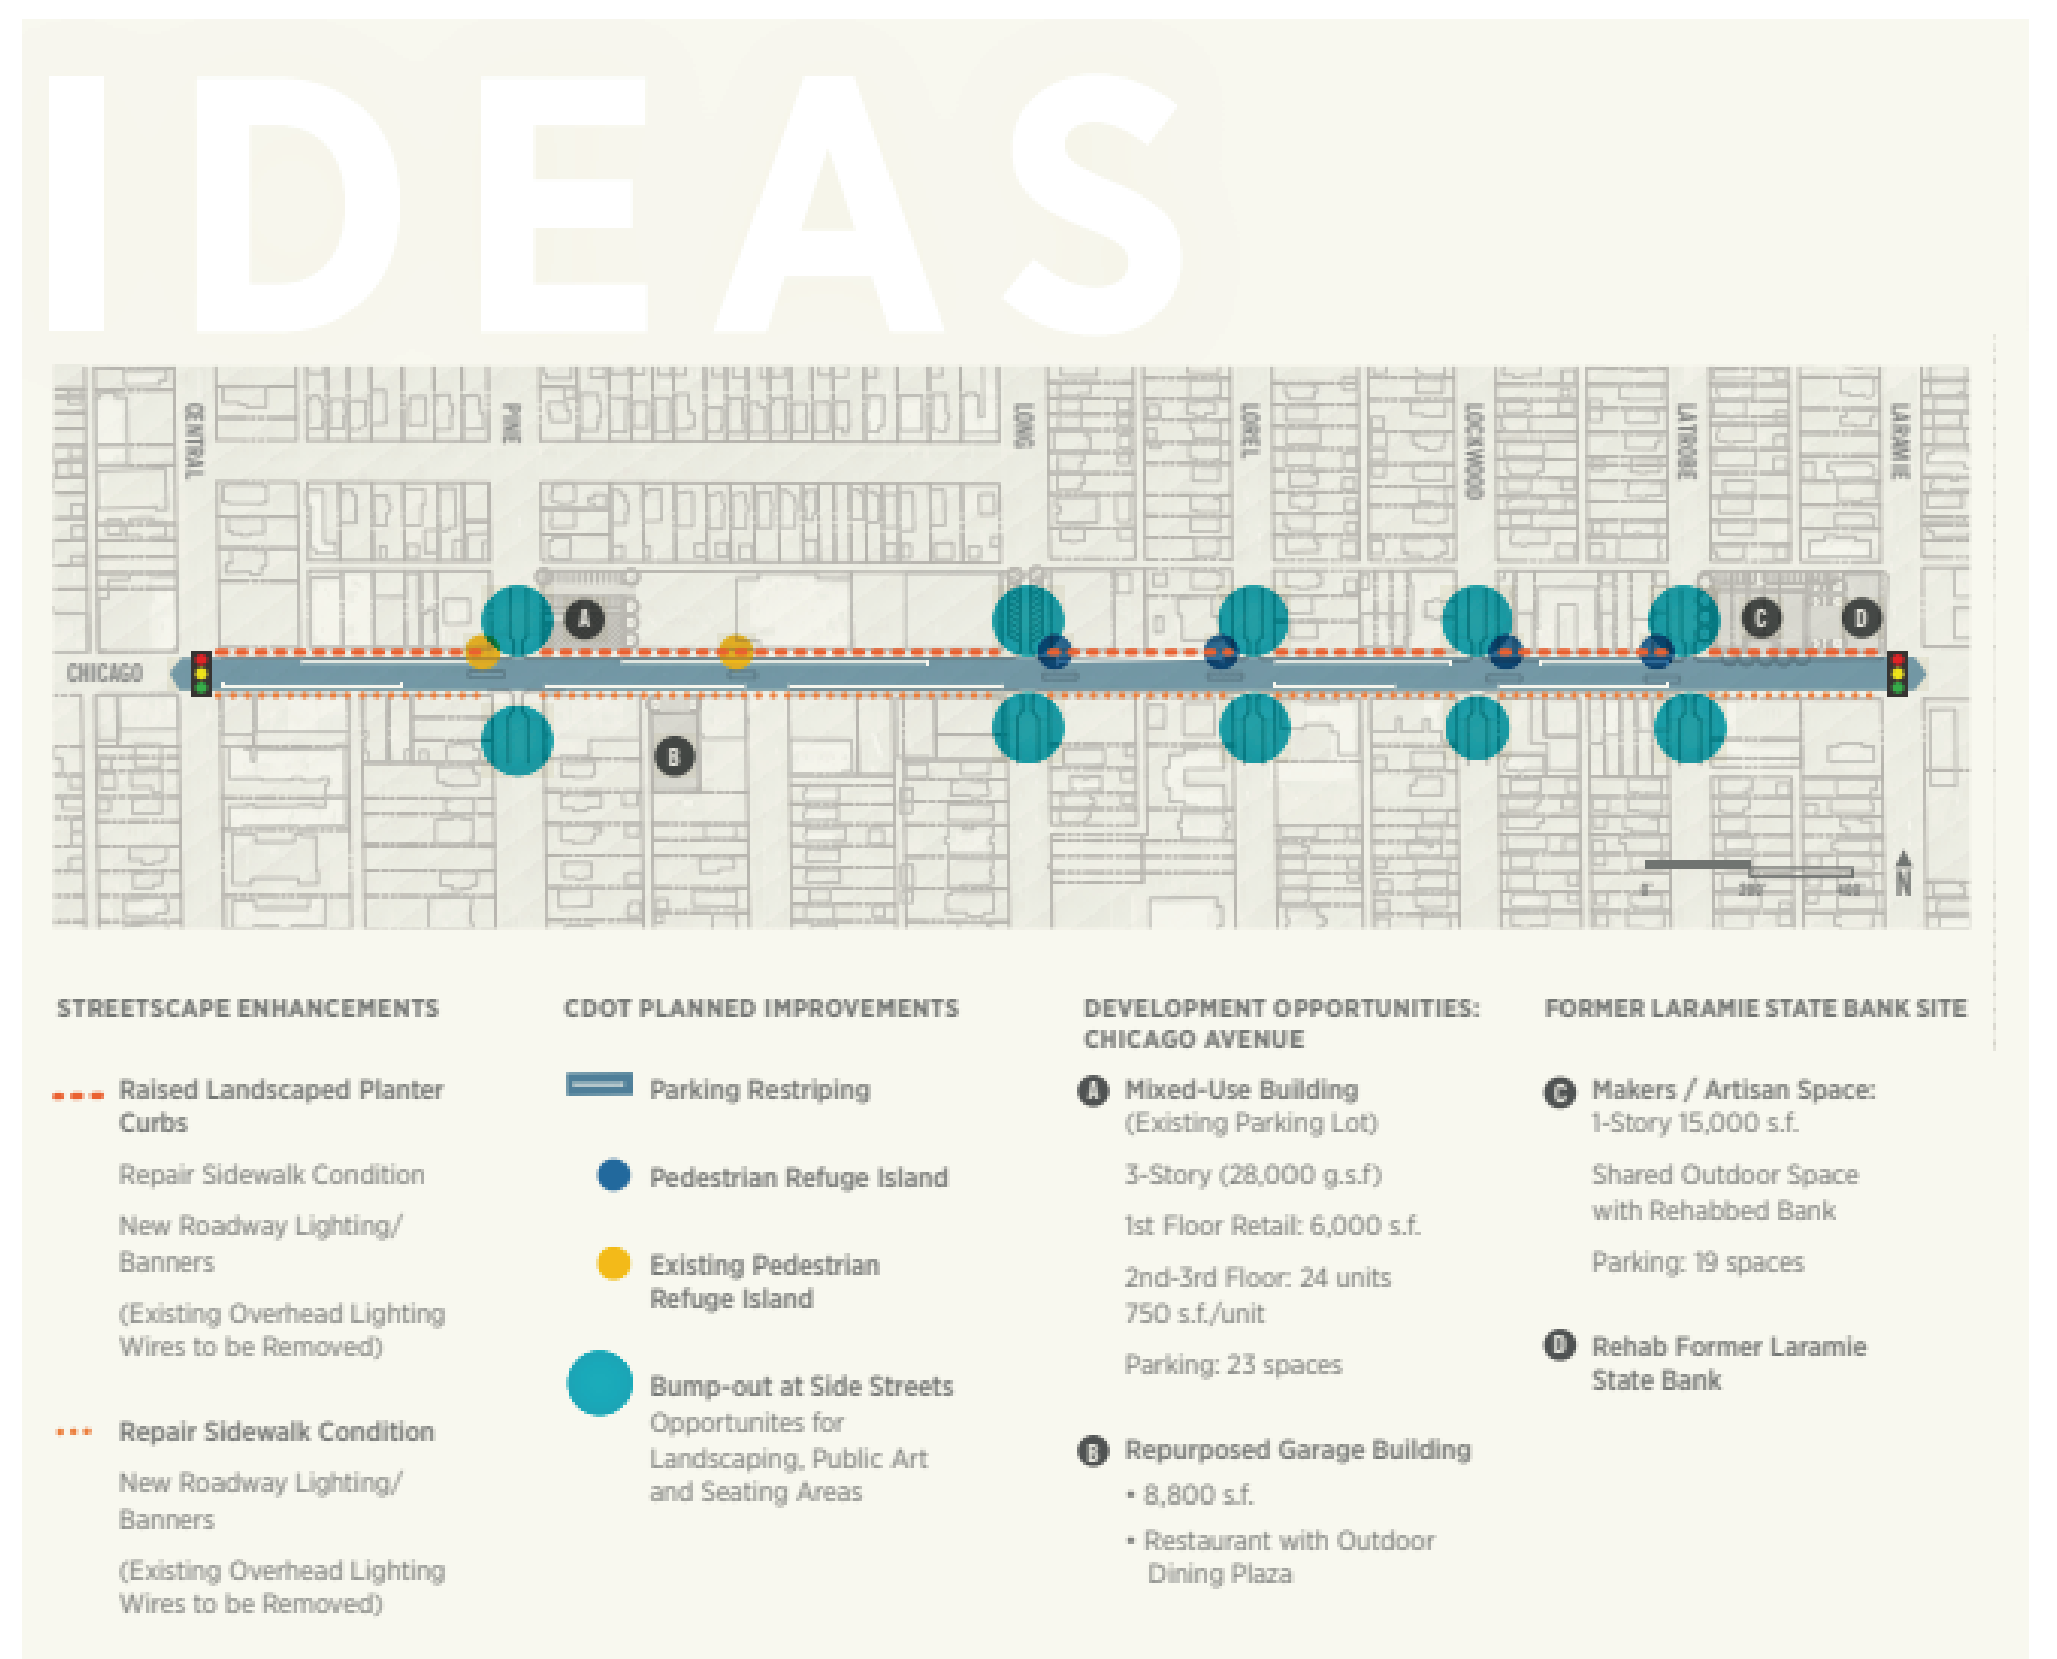 IDEAS
CENTRAL
PINE
LONG
LOREL
LOCKWOOD
LATROBE
LARAMIE
A
C
D
CHICAGO
B
0'
200'
400'
N
STREETSCAPE ENHANCEMENTS
Raised Landscaped Planter
Curbs
Repair Sidewalk Condition
New Roadway Lighting/
Banners
(Existing Overhead Lighting
Wires to be Removed)
Repair Sidewalk Condition
New Roadway Lighting/
Banners
(Existing Overhead Lighting
Wires to be Removed)
CDOT PLANNED IMPROVEMENTS
Parking Restriping
Pedestrian Refuge Island
Existing Pedestrian
Refuge Island
Bump-out at Side Streets
Opportunites for
Landscaping, Public Art
and Seating Areas
DEVELOPMENT OPPORTUNITIES:
CHICAGO AVENUE
A Mixed-Use Building
(Existing Parking Lot)
3-Story (28,000 g.s.f)
1st Floor Retail: 6,000 s.f.
2nd-3rd Floor: 24 units
750 s.f./unit
Parking: 23 spaces
B Repurposed Garage Building
• 8,800 s.f.
• Restaurant with Outdoor
Dining Plaza
FORMER LARAMIE STATE BANK SITE
C Makers / Artisan Space:
1-Story 15,000 s.f.
Shared Outdoor Space
with Rehabbed Bank
Parking: 19 spaces
D Rehab Former Laramie
State Bank